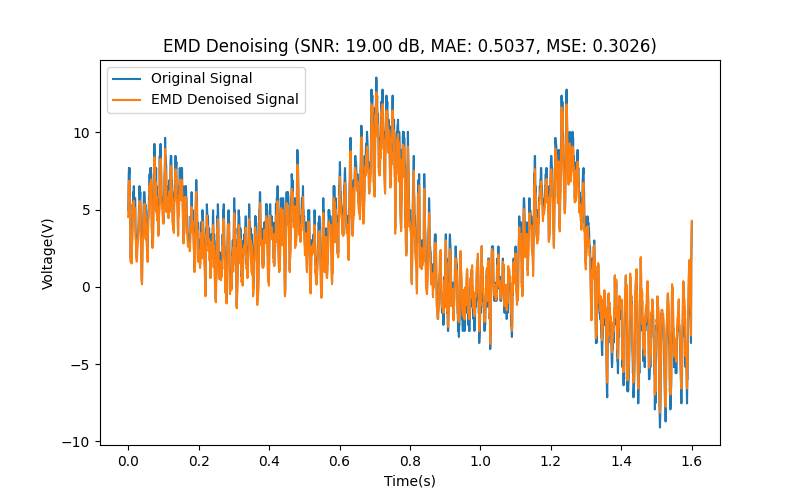 EMD Denoising (SNR: 19.00 dB, MAE: 0.5037, MSE: 0.3026)
Original Signal
EMD Denoised Signal
10
5
0
−5
−10
Voltage(V)
0.0 0.2 0.4 0.6 0.8 1.0 1.2 1.4 1.6
Time(s)